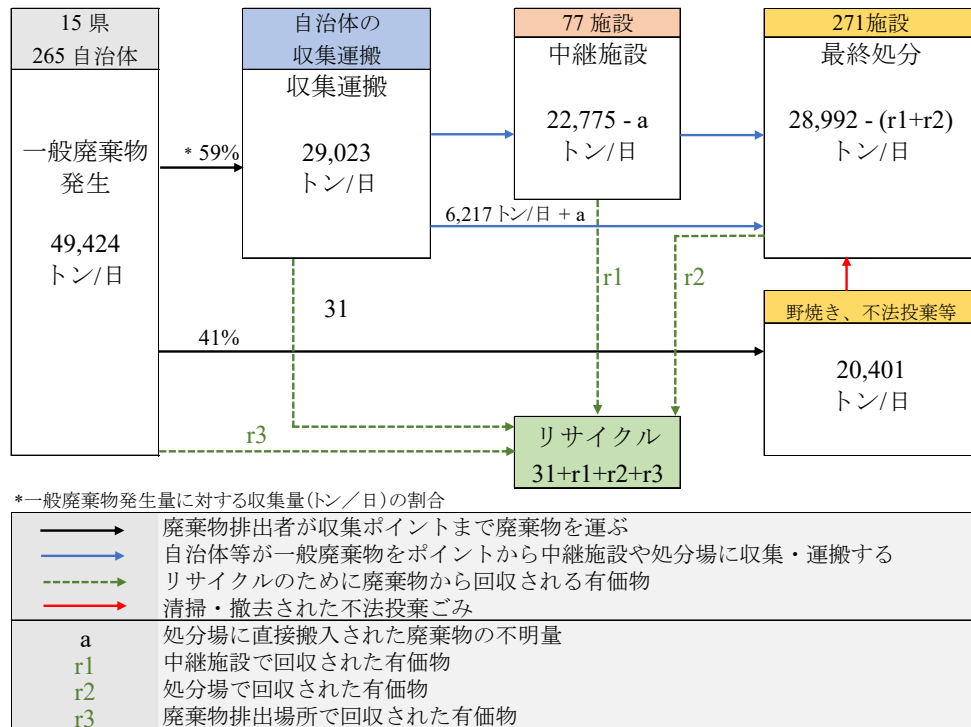 15 県
265 自治体
一般廃棄物
発生
49,424
トン/日
* 59%
自治体の
収集運搬
収集運搬
29,023
トン/日
77 施設
中継施設
22,775 - a
トン/日
271施設
最終処分
28,992 - (r1+r2)
トン/日
6,217 トン/日 + a
31
r1
r2
41%
野焼き、不法投棄等
20,401
トン/日
r3
リサイクル
31+r1+r2+r3
*一般廃棄物発生量に対する収集量(トン／日)の割合
廃棄物排出者が収集ポイントまで廃棄物を運ぶ
自治体等が一般廃棄物をポイントから中継施設や処分場に収集・運搬する
リサイクルのために廃棄物から回収される有価物
清掃・撤去された不法投棄ごみ
a 処分場に直接搬入された廃棄物の不明量
r1 中継施設で回収された有価物
r2 処分場で回収された有価物
r3 廃棄物排出場所で回収された有価物